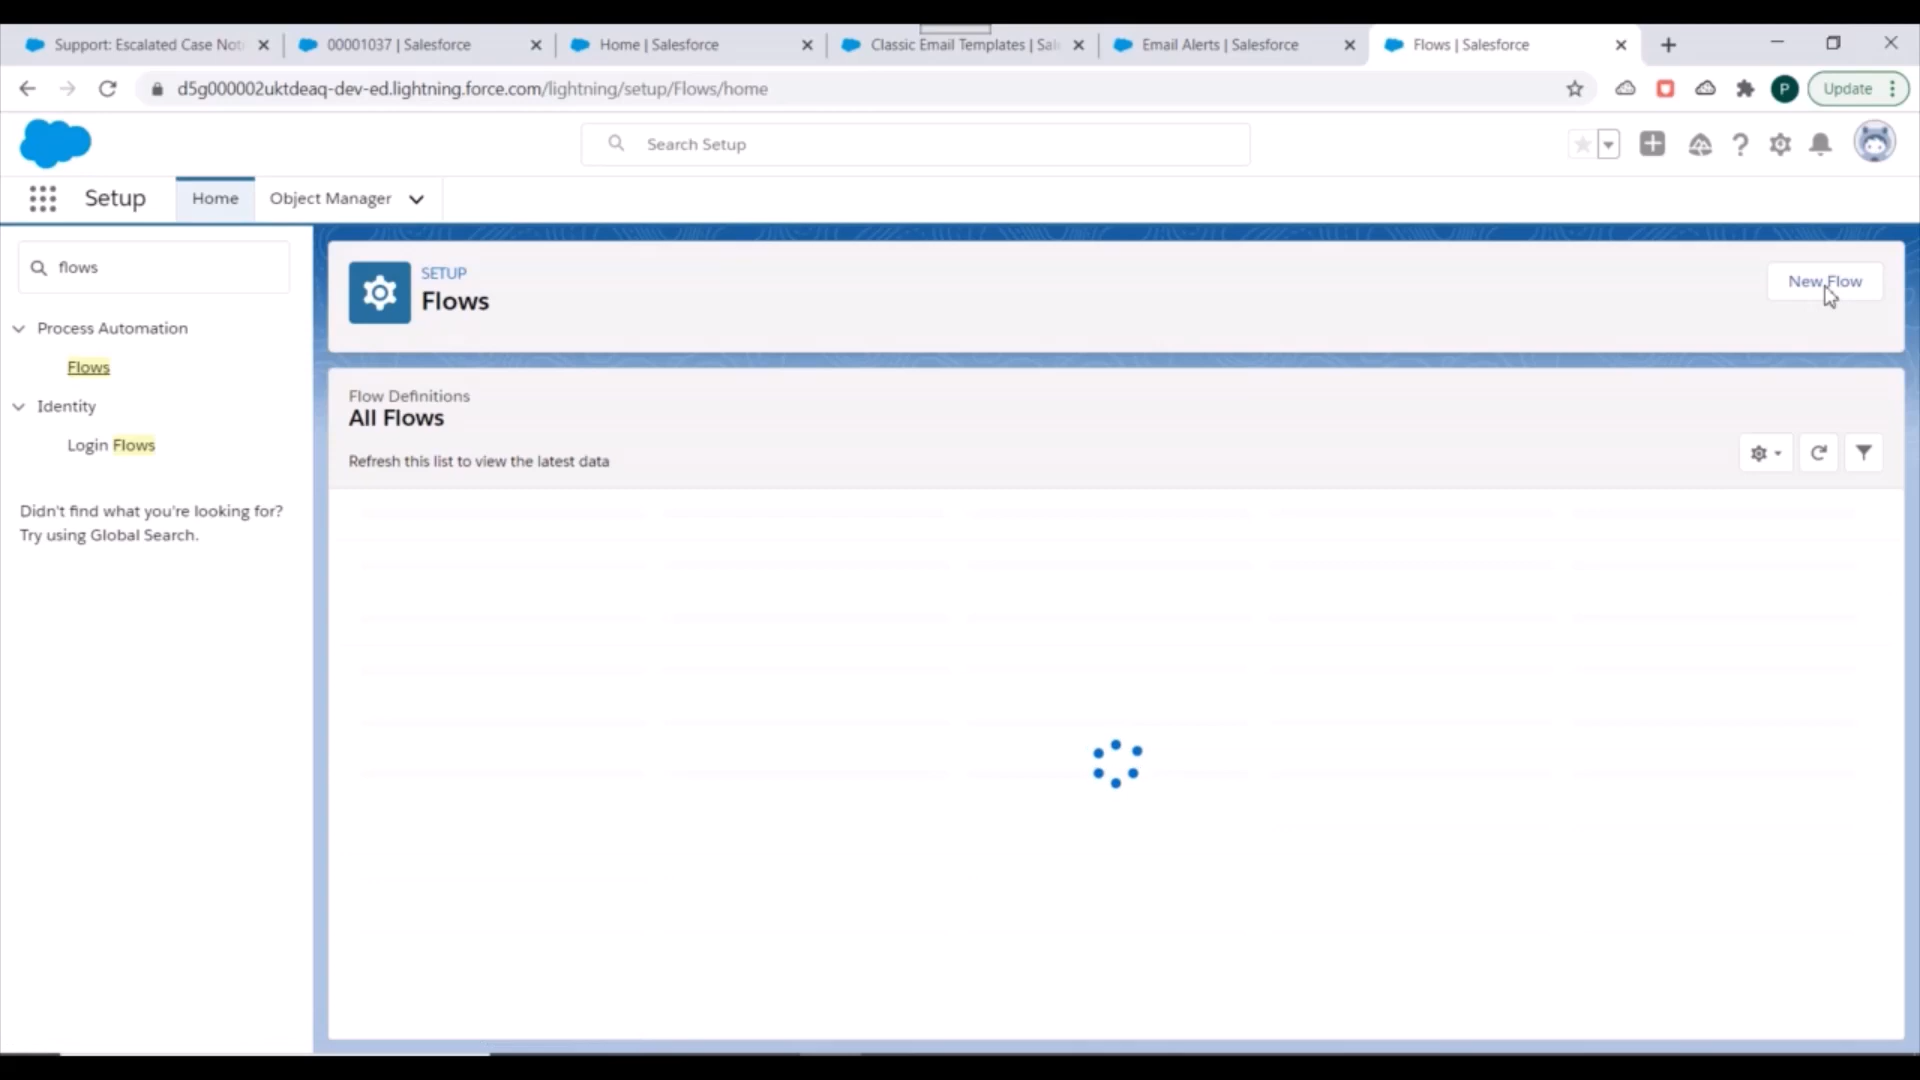 Support: Escalated Case Not
00001037 | Salesforce
Home | Salesforce
Classic Email Templates | Sal
Email Alerts | Salesforce
Flows | Salesforce
d5g000002uktdeaq-dev-ed.lightning.force.com/lightning/setup/Flows/home
P
Update
Search Setup
Setup
Home
Object Manager
flows
Process Automation
Flows
Identity
Login Flows
Didn't find what you're looking for?
Try using Global Search.
SETUP
Flows
New Flow
Flow Definitions
All Flows
Refresh this list to view the latest data